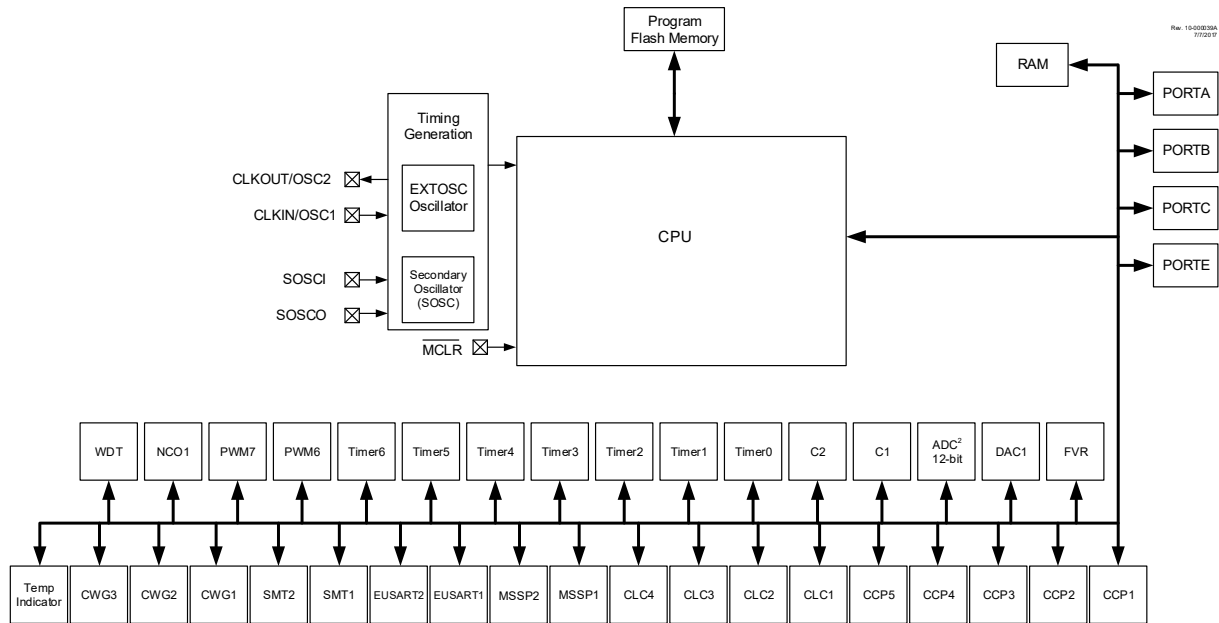 Program
Flash Memory
Rev. 10-000039A
7/7/2017
RAM
PORTA
Timing
Generation
PORTB
CLKOUT/OSC2
EXTOSC
Oscillator
CLKIN/OSC1
PORTC
CPU
PORTE
SOSCI
Secondary
Oscillator
(SOSC)
SOSCO
MCLR
WDT
NCO1
PWM7
PWM6
Timer6
Timer5
Timer4
Timer3
Timer2
Timer1
Timer0
C2
C1
ADC²
12-bit
DAC1
FVR
Temp
Indicator
CWG3
CWG2
CWG1
SMT2
SMT1
EUSART2
EUSART1
MSSP2
MSSP1
CLC4
CLC3
CLC2
CLC1
CCP5
CCP4
CCP3
CCP2
CCP1